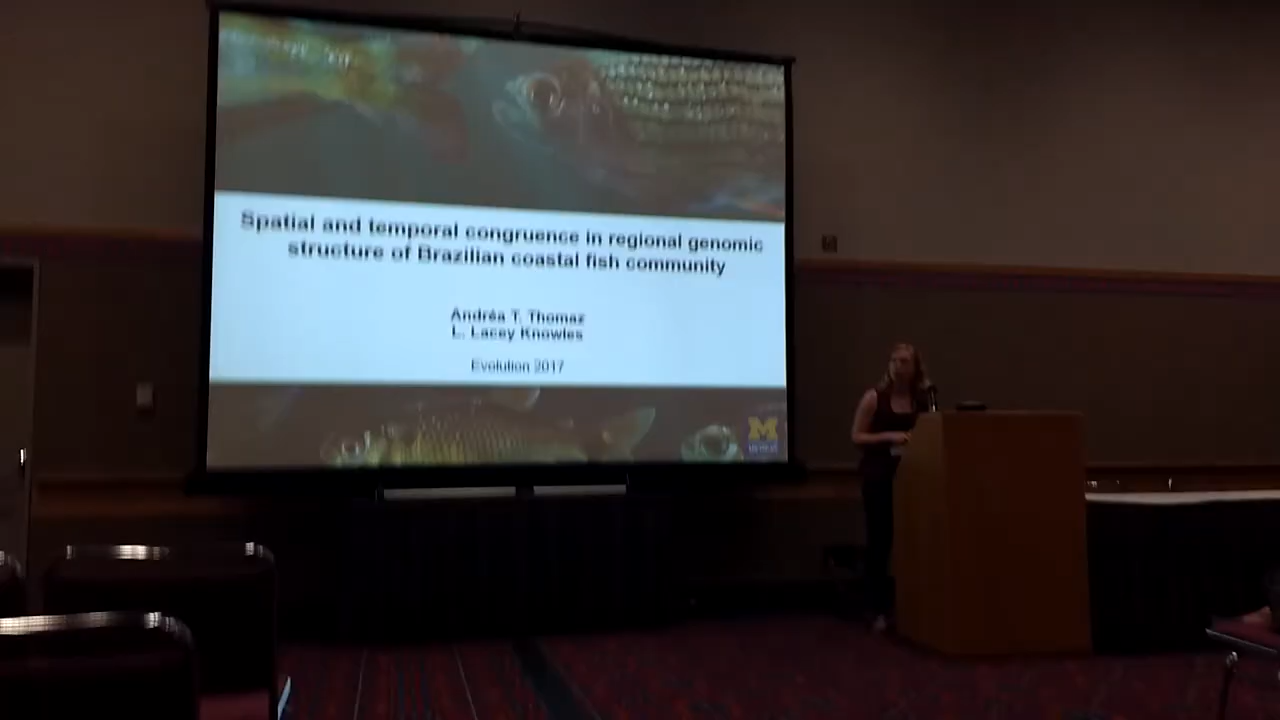 Spatial and temporal congruence in regional genomic
structure of Brazilian coastal fish community
Andréa T. Thomaz
L. Lacey Knowles
Evolution 2017
M